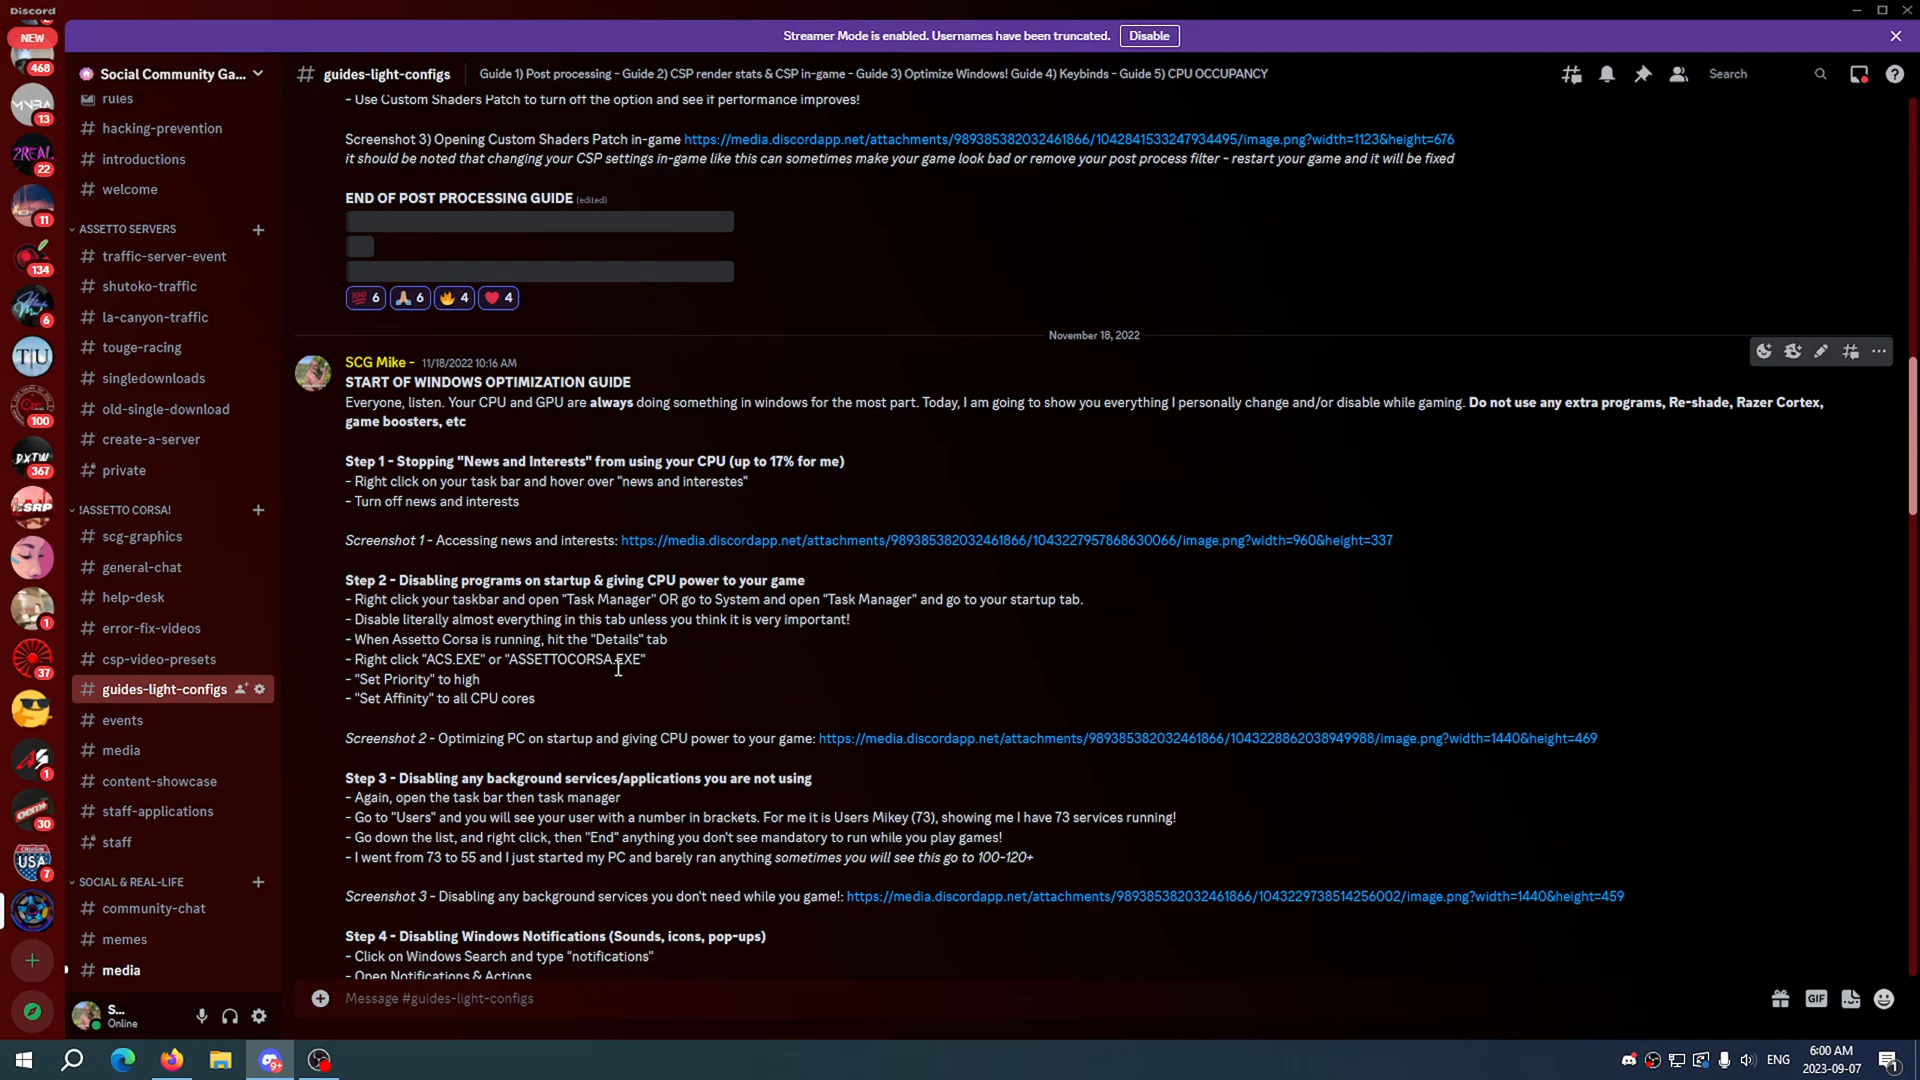 Discord
Streamer Mode is enabled. Usernames have been truncated.
Disable
NEW
468
13
22
11
134
6
100
367
1
37
1
30
7
MNBA
2REAL
T|U
DXTW
SRP
USA
Social Community Ga...
rules
hacking-prevention
introductions
welcome
ASSETTO SERVERS
traffic-server-event
shutoko-traffic
la-canyon-traffic
touge-racing
singledownloads
old-single-download
create-a-server
private
!ASSETTO CORSA!
scg-graphics
general-chat
help-desk
error-fix-videos
csp-video-presets
guides-light-configs
events
media
content-showcase
staff-applications
staff
SOCIAL & REAL-LIFE
community-chat
memes
media
S...
Online
guides-light-configs
Guide 1) Post processing - Guide 2) CSP render stats & CSP in-game - Guide 3) Optimize Windows! Guide 4) Keybinds - Guide 5) CPU OCCUPANCY
Search
- Use Custom Shaders Patch to turn off the option and see if performance improves!
Screenshot 3) Opening Custom Shaders Patch in-game https://media.discordapp.net/attachments/989385382032461866/1042841533247934495/image.png?width=1123&height=676
it should be noted that changing your CSP settings in-game like this can sometimes make your game look bad or remove your post process filter - restart your game and it will be fixed
END OF POST PROCESSING GUIDE (edited)
6
6
4
4
November 18, 2022
SCG Mike - 11/18/2022 10:16 AM
START OF WINDOWS OPTIMIZATION GUIDE
Everyone, listen. Your CPU and GPU are always doing something in windows for the most part. Today, I am going to show you everything I personally change and/or disable while gaming. Do not use any extra programs, Re-shade, Razer Cortex,
game boosters, etc
Step 1 - Stopping "News and Interests" from using your CPU (up to 17% for me)
- Right click on your task bar and hover over "news and interestes"
- Turn off news and interests
Screenshot 1 - Accessing news and interests: https://media.discordapp.net/attachments/989385382032461866/1043227957868630066/image.png?width=960&height=337
Step 2 - Disabling programs on startup & giving CPU power to your game
- Right click your taskbar and open "Task Manager" OR go to System and open "Task Manager" and go to your startup tab.
- Disable literally almost everything in this tab unless you think it is very important!
- When Assetto Corsa is running, hit the "Details" tab
- Right click "ACS.EXE" or "ASSETTOCORSA.EXE"
- "Set Priority" to high
- "Set Affinity" to all CPU cores
Screenshot 2 - Optimizing PC on startup and giving CPU power to your game: https://media.discordapp.net/attachments/989385382032461866/1043228862038949988/image.png?width=1440&height=469
Step 3 - Disabling any background services/applications you are not using
- Again, open the task bar then task manager
- Go to "Users" and you will see your user with a number in brackets. For me it is Users Mikey (73), showing me I have 73 services running!
- Go down the list, and right click, then "End" anything you don't see mandatory to run while you play games!
- I went from 73 to 55 and I just started my PC and barely ran anything sometimes you will see this go to 100-120+
Screenshot 3 - Disabling any background services you don't need while you game!: https://media.discordapp.net/attachments/989385382032461866/1043229738514256002/image.png?width=1440&height=459
Step 4 - Disabling Windows Notifications (Sounds, icons, pop-ups)
- Click on Windows Search and type "notifications"
- Open Notifications & Actions
Message #guides-light-configs
GIF
9+
ENG
6:00 AM
2023-09-07
1